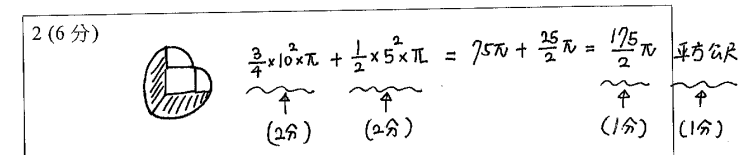 2 (6 分)
3/4 × 10² × π + 1/2 × 5² × π = 75π + 25/2 π = 175/2 π 平方公尺
↑ ↑ ↑ ↑
(2分) (2分) (1分) (1分)